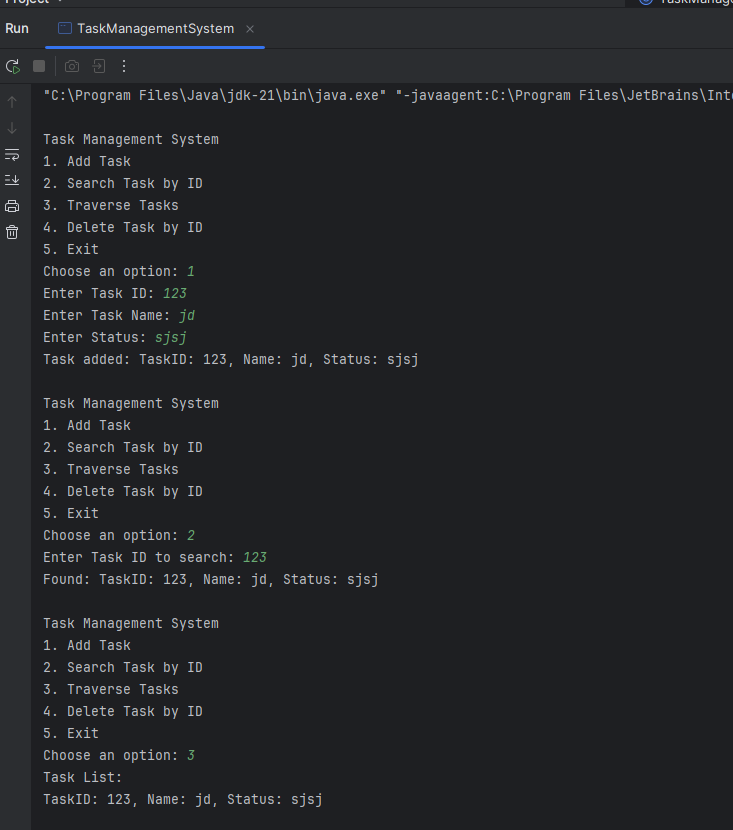 Project
TaskManag
Run
TaskManagementSystem
"C:\Program Files\Java\jdk-21\bin\java.exe" "-javaagent:C:\Program Files\JetBrains\Inte
Task Management System
1. Add Task
2. Search Task by ID
3. Traverse Tasks
4. Delete Task by ID
5. Exit
Choose an option: 1
Enter Task ID: 123
Enter Task Name: jd
Enter Status: sjsj
Task added: TaskID: 123, Name: jd, Status: sjsj
Task Management System
1. Add Task
2. Search Task by ID
3. Traverse Tasks
4. Delete Task by ID
5. Exit
Choose an option: 2
Enter Task ID to search: 123
Found: TaskID: 123, Name: jd, Status: sjsj
Task Management System
1. Add Task
2. Search Task by ID
3. Traverse Tasks
4. Delete Task by ID
5. Exit
Choose an option: 3
Task List:
TaskID: 123, Name: jd, Status: sjsj